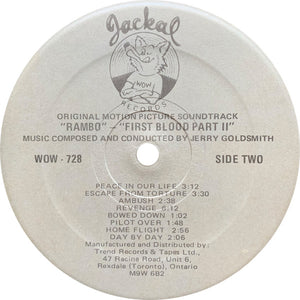 Jackal
WOW
RECORDS
ORIGINAL MOTION PICTURE SOUNDTRACK
"RAMBO" – "FIRST BLOOD PART II"
MUSIC COMPOSED AND CONDUCTED BY JERRY GOLDSMITH
WOW - 728 SIDE TWO
PEACE IN OUR LIFE 3:12
ESCAPE FROM TORTURE 3:30
AMBUSH 2:38
REVENGE 6:12
BOWED DOWN 1:02
PILOT OVER 1:48
HOME FLIGHT 2:56
DAY BY DAY 2:06
Manufactured and Distributed by:
Trend Records & Tapes Ltd.,
47 Racine Road, Unit 6,
Rexdale (Toronto), Ontario
M9W 6B2